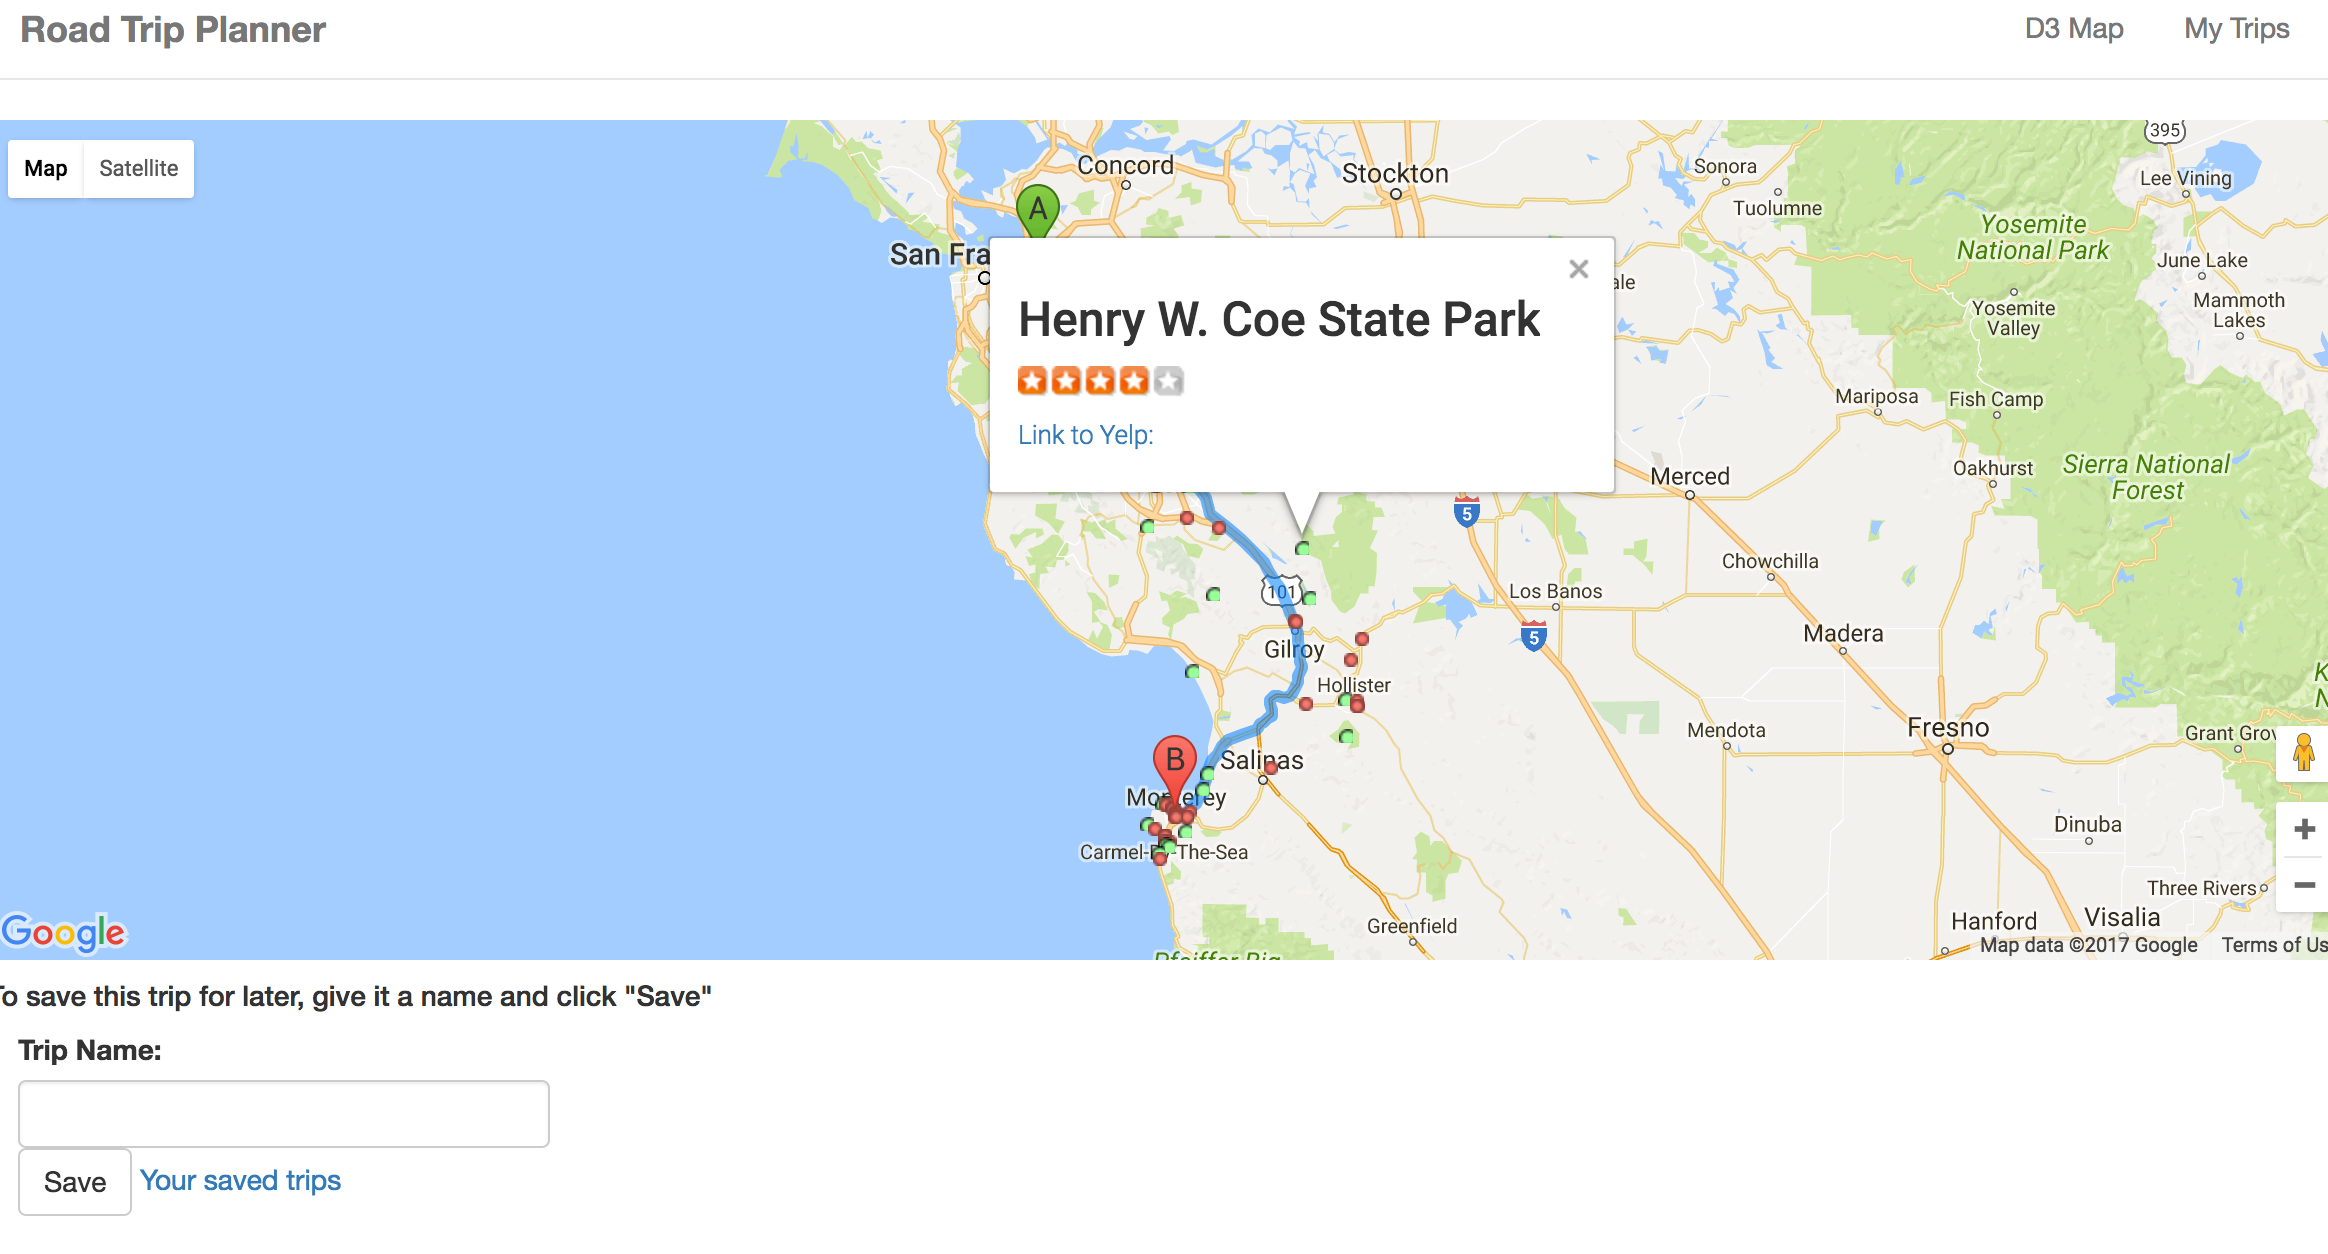 Road Trip Planner
D3 Map
My Trips
Map
Satellite
Concord
Stockton
Sonora
Tuolumne
395
Lee Vining
Yosemite
National Park
June Lake
Mammoth
Lakes
Yosemite
Valley
A
San Fra
ale
Henry W. Coe State Park
Link to Yelp:
Mariposa
Fish Camp
Merced
Oakhurst
Sierra National
Forest
5
Chowchilla
Los Banos
101
5
Madera
Gilroy
Hollister
K
N
Mendota
Fresno
Grant Grov
B
Salinas
Monterey
Dinuba
Carmel-By-The-Sea
Three Rivers
Greenfield
Hanford
Visalia
Google
Map data ©2017 Google
Terms of Us
Pfeiffer Big
To save this trip for later, give it a name and click "Save"
Trip Name:
Save
Your saved trips